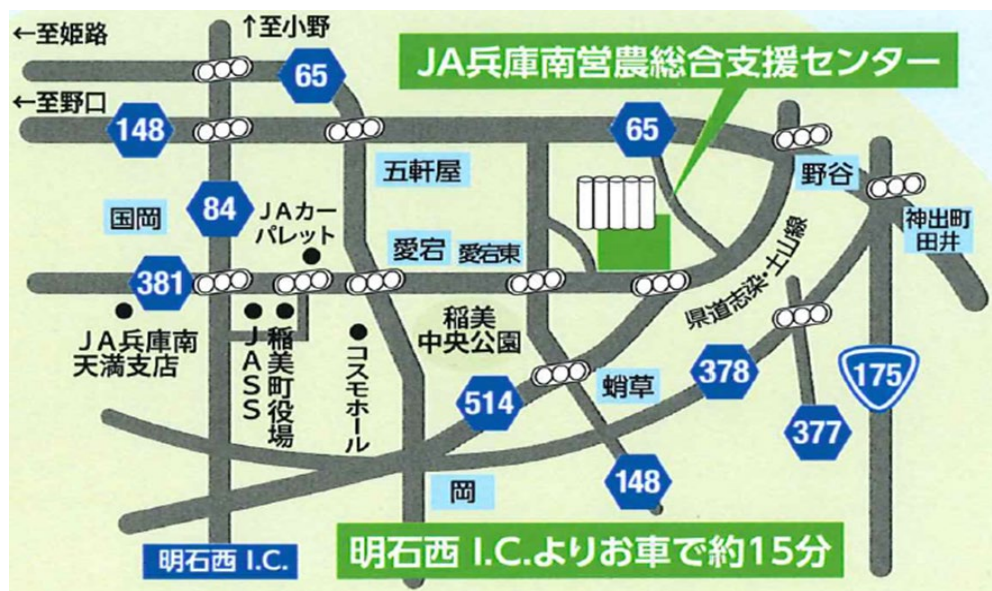 ←至姫路
↑至小野
65
JA兵庫南営農総合支援センター
←至野口
148
65
五軒屋
野谷
84
国岡
JAカー
パレット
愛宕
愛宕東
神出町
田井
県道志染・土山線
381
稲美
中央公園
JA兵庫南
天満支店
JASS
稲美町役場
コスモホール
514
蛸草
378
175
377
148
岡
明石西 I.C.
明石西 I.C.よりお車で約15分